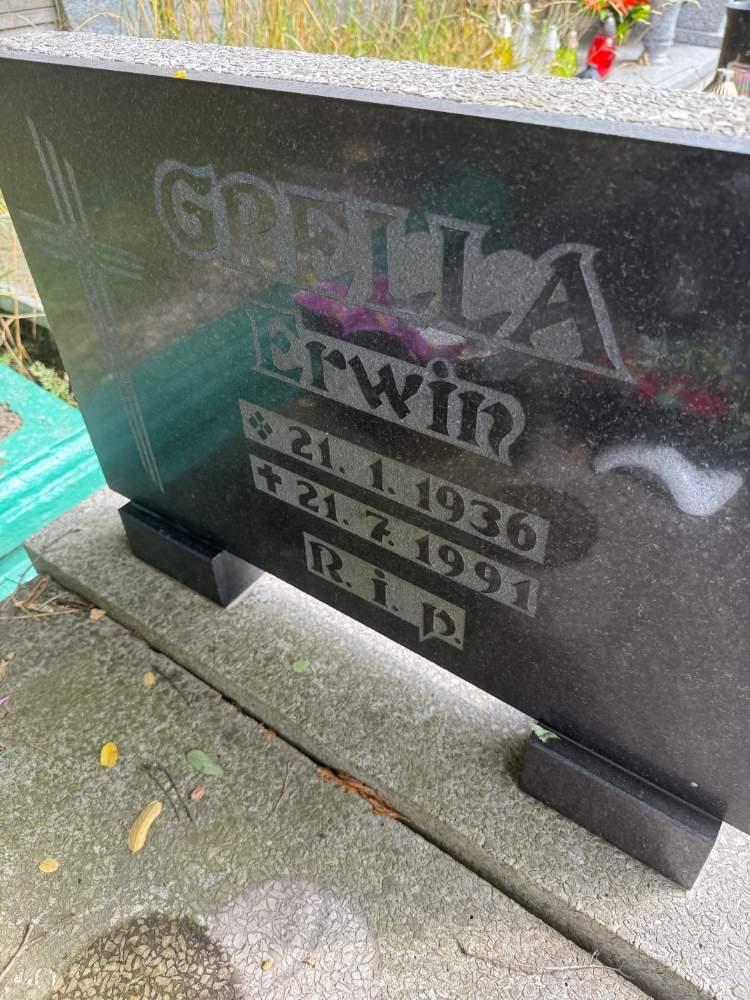 GRELLA
Erwin
❖ 21. 1. 1936
✝ 21. 7. 1991
R. i. p.